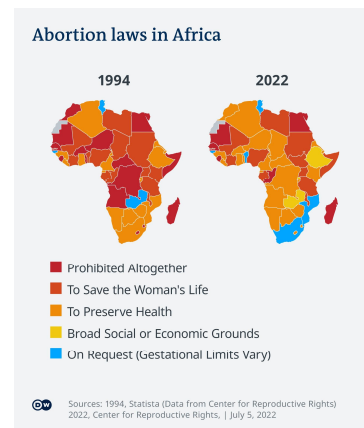 Abortion laws in Africa
1994
2022
Prohibited Altogether
To Save the Woman's Life
To Preserve Health
Broad Social or Economic Grounds
On Request (Gestational Limits Vary)
DW
Sources: 1994, Statista (Data from Center for Reproductive Rights)
2022, Center for Reproductive Rights, | July 5, 2022